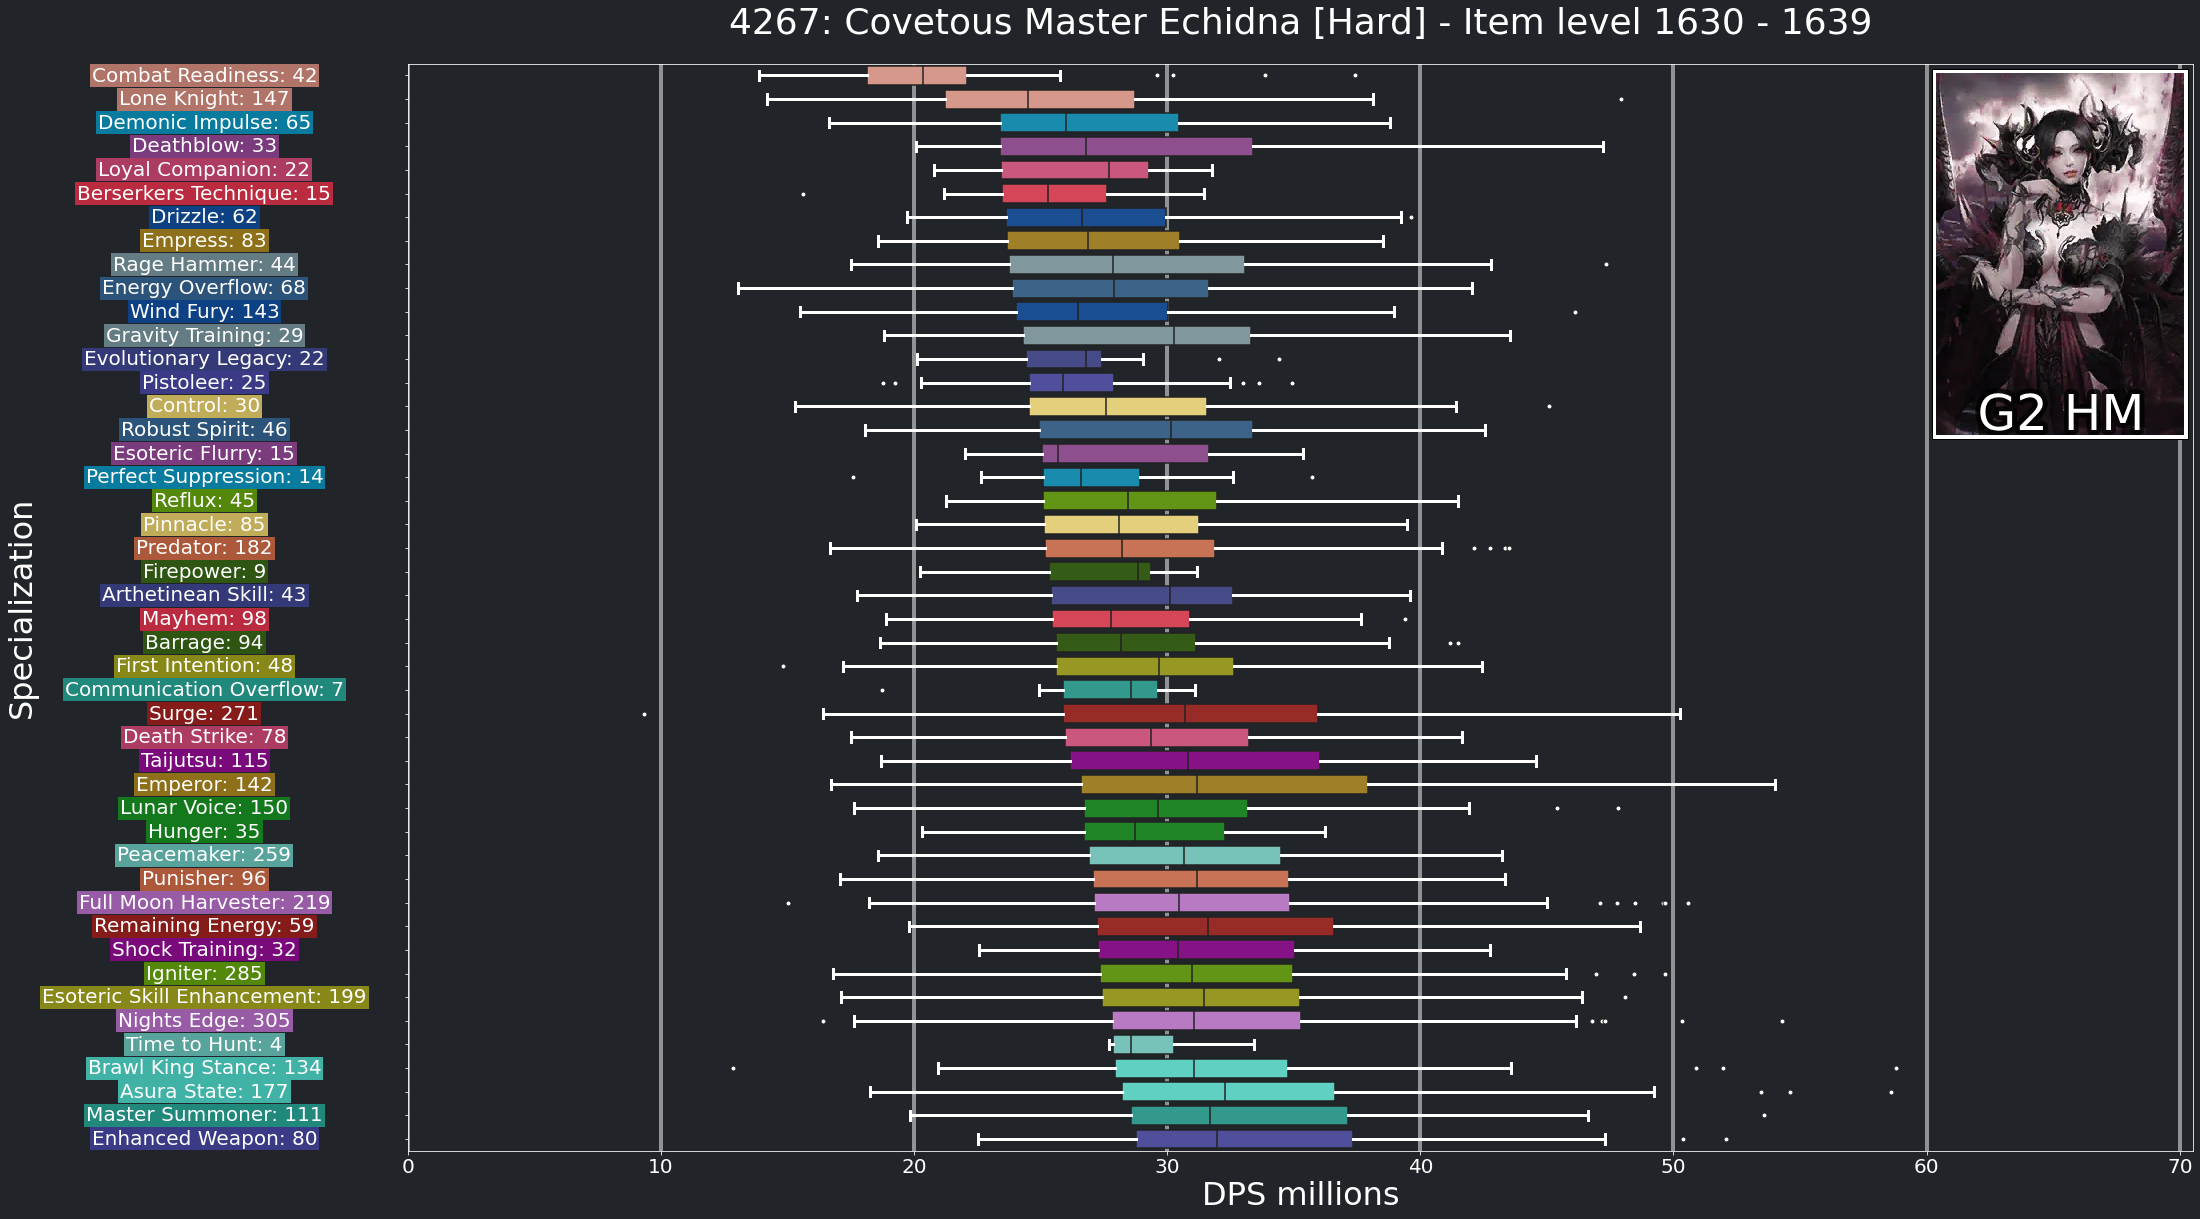 4267: Covetous Master Echidna [Hard] - Item level 1630 - 1639
Specialization
Combat Readiness: 42
Lone Knight: 147
Demonic Impulse: 65
Deathblow: 33
Loyal Companion: 22
Berserkers Technique: 15
Drizzle: 62
Empress: 83
Rage Hammer: 44
Energy Overflow: 68
Wind Fury: 143
Gravity Training: 29
Evolutionary Legacy: 22
Pistoleer: 25
Control: 30
Robust Spirit: 46
Esoteric Flurry: 15
Perfect Suppression: 14
Reflux: 45
Pinnacle: 85
Predator: 182
Firepower: 9
Arthetinean Skill: 43
Mayhem: 98
Barrage: 94
First Intention: 48
Communication Overflow: 7
Surge: 271
Death Strike: 78
Taijutsu: 115
Emperor: 142
Lunar Voice: 150
Hunger: 35
Peacemaker: 259
Punisher: 96
Full Moon Harvester: 219
Remaining Energy: 59
Shock Training: 32
Igniter: 285
Esoteric Skill Enhancement: 199
Nights Edge: 305
Time to Hunt: 4
Brawl King Stance: 134
Asura State: 177
Master Summoner: 111
Enhanced Weapon: 80
G2 HM
0 10 20 30 40 50 60 70
DPS millions